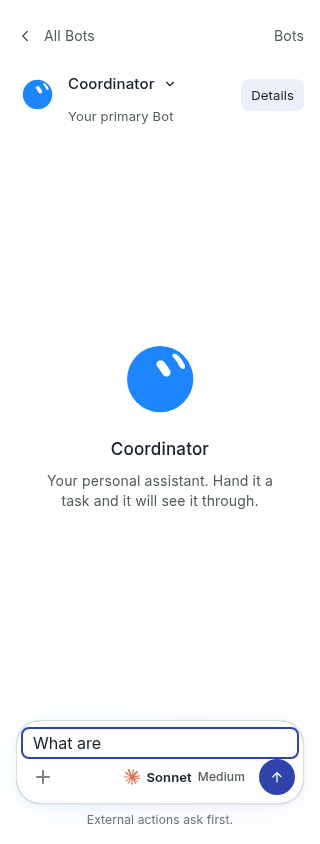 All Bots
Bots
Coordinator
Your primary Bot
Details
Coordinator
Your personal assistant. Hand it a
task and it will see it through.
What are
Sonnet Medium
External actions ask first.